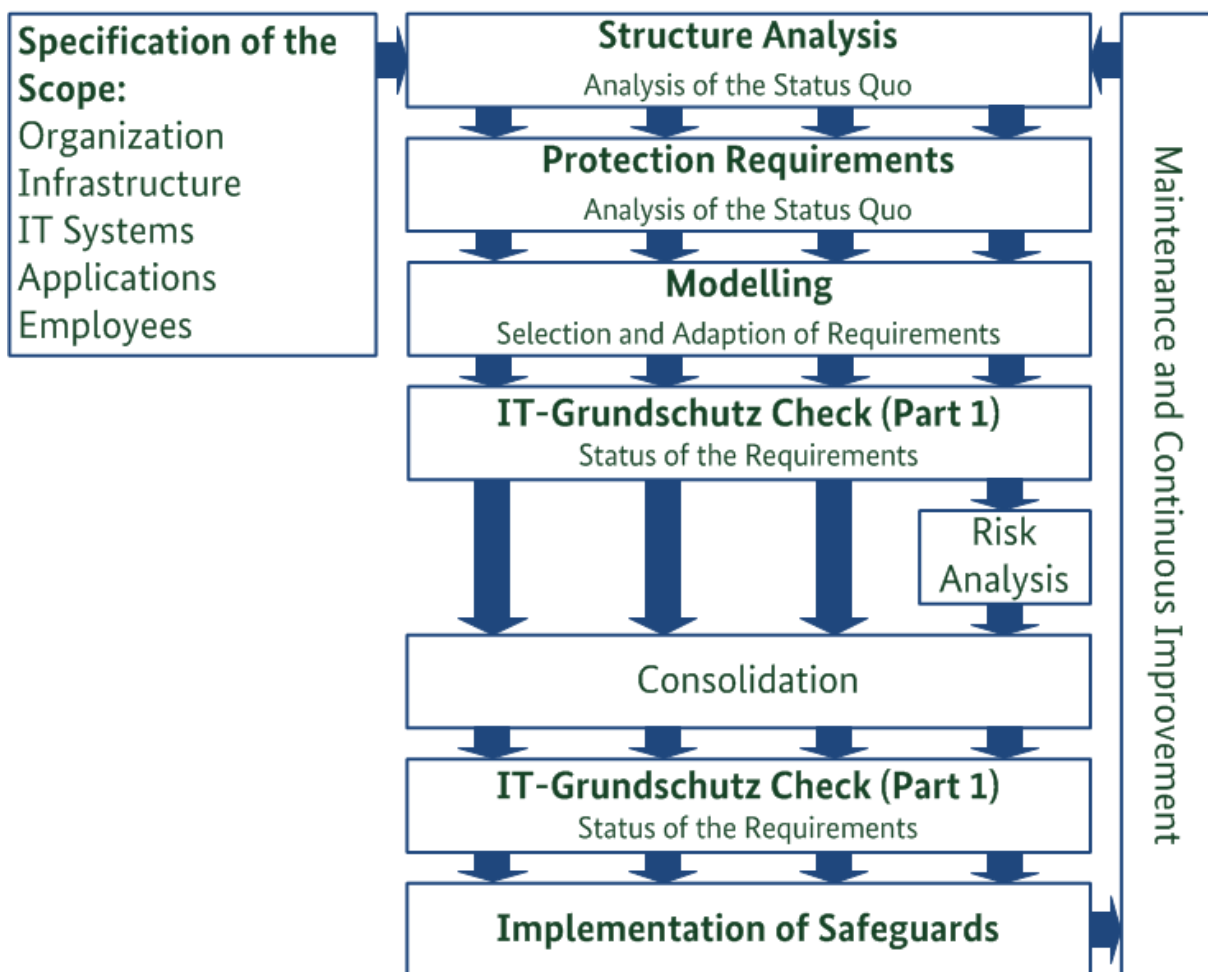 Specification of the
Scope:
Organization
Infrastructure
IT Systems
Applications
Employees
Structure Analysis
Analysis of the Status Quo
Protection Requirements
Analysis of the Status Quo
Modelling
Selection and Adaption of Requirements
IT-Grundschutz Check (Part 1)
Status of the Requirements
Risk
Analysis
Consolidation
IT-Grundschutz Check (Part 1)
Status of the Requirements
Implementation of Safeguards
Maintenance and Continuous Improvement